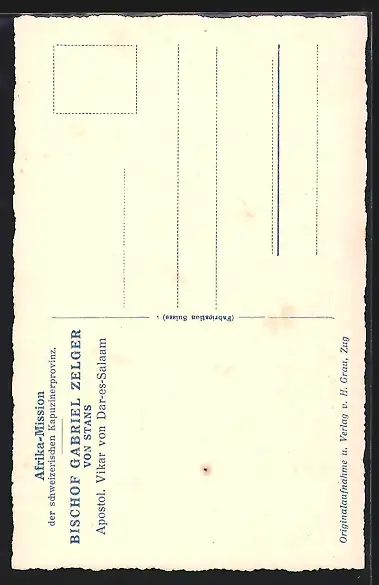 Afrika-Mission
der schweizerischen Kapuzinerprovinz.
BISCHOF GABRIEL ZELGER
VON STANS
Apostol. Vikar von Dar-es-Salaam
(Fabrication Suisse)
Originalaufnahme u. Verlag v. H. Grau, Zug